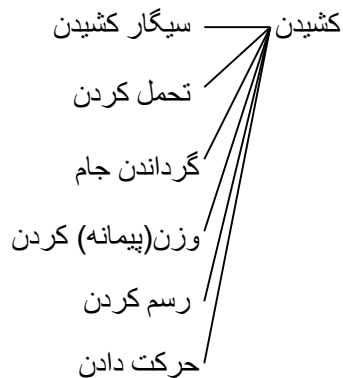 کشیدن
سیگار کشیدن
تحمل کردن
گرداندن جام
وزن(پیمانه) کردن
رسم کردن
حرکت دادن